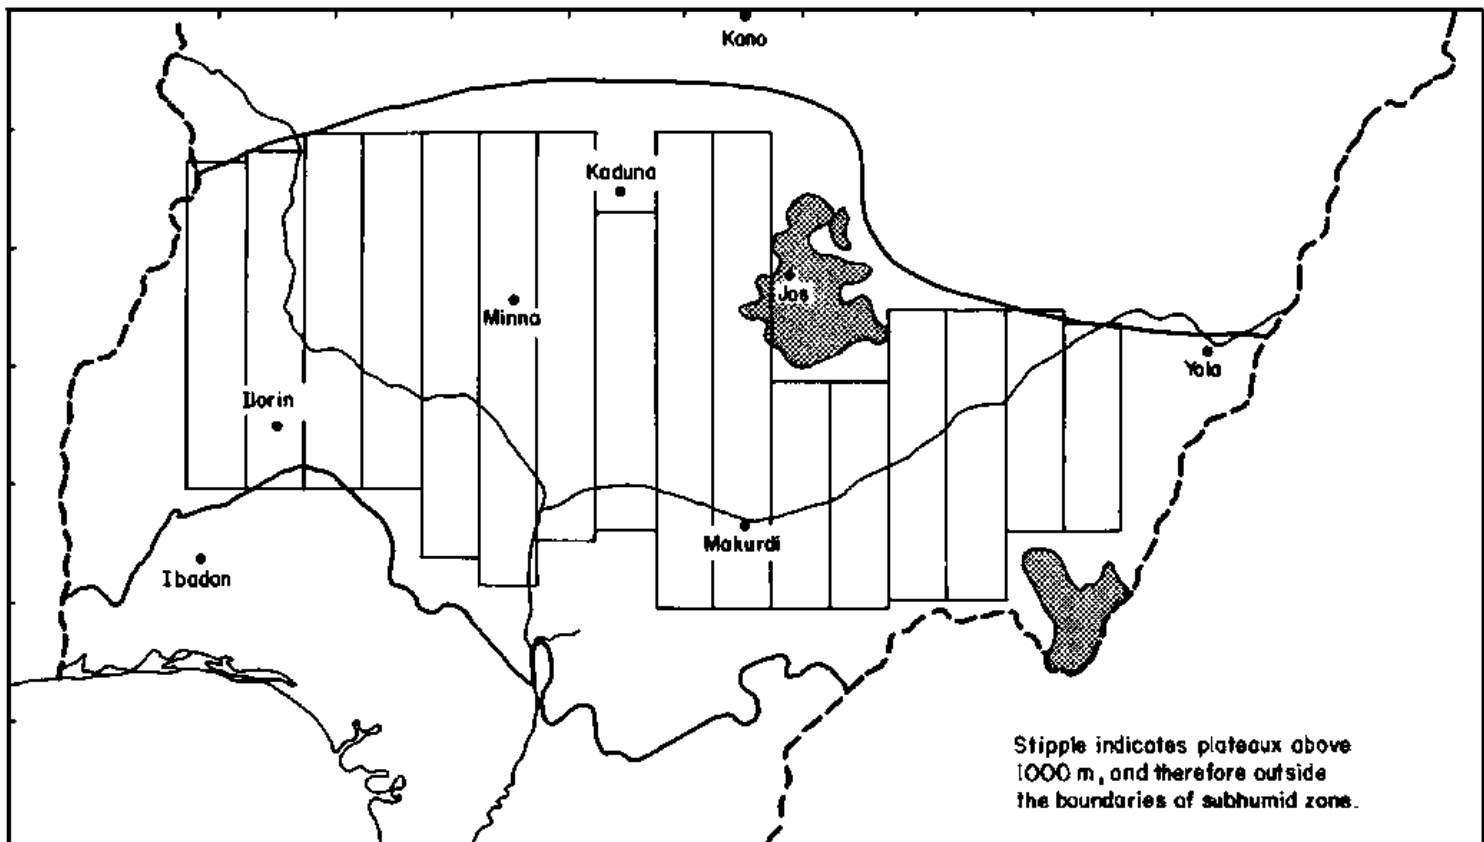 Kano
Kaduna
Jos
Minna
Yola
Ilorin
Makurdi
Ibadan
Stipple indicates plateaux above
1000 m, and therefore outside
the boundaries of subhumid zone.